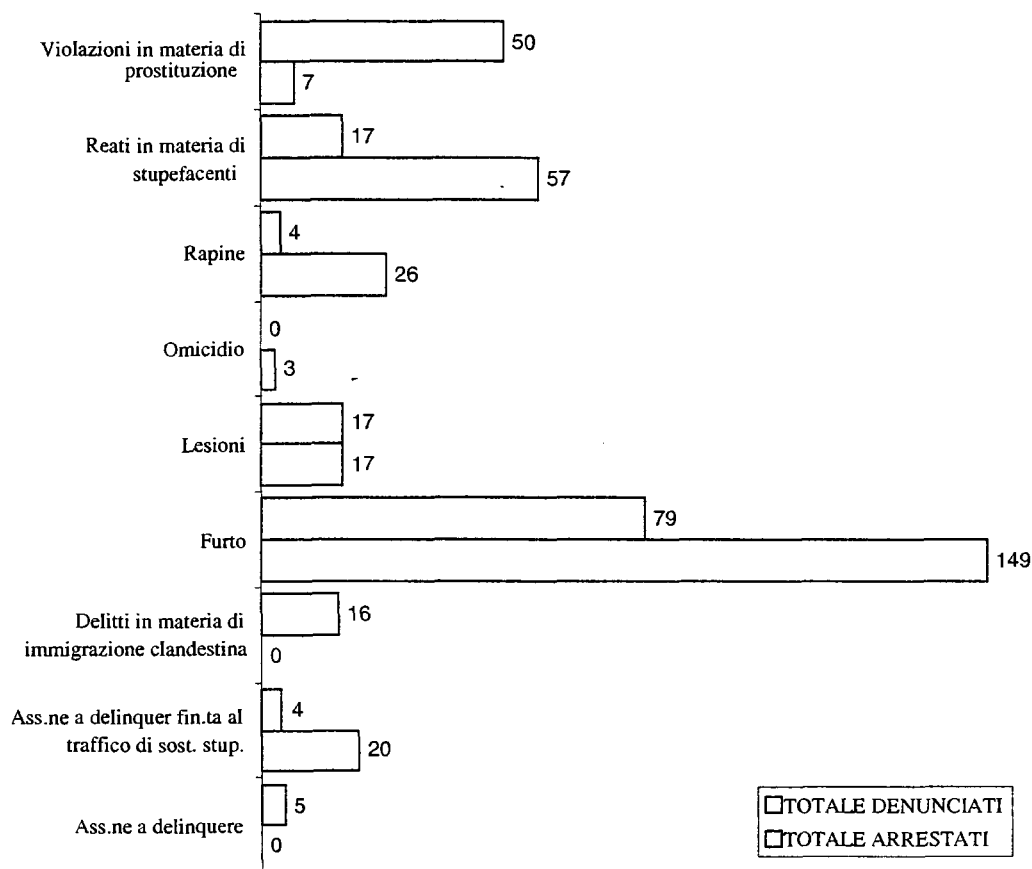 50
Violazioni in materia di
prostituzione
7
17
Reati in materia di
stupefacenti
57
4
Rapine
26
0
Omicidio
3
17
Lesioni
17
79
Furto
149
16
Delitti in materia di
immigrazione clandestina
0
4
Ass.ne a delinquer fin.ta al
traffico di sost. stup.
20
5
Ass.ne a delinquere
0
TOTALE DENUNCIATI
TOTALE ARRESTATI